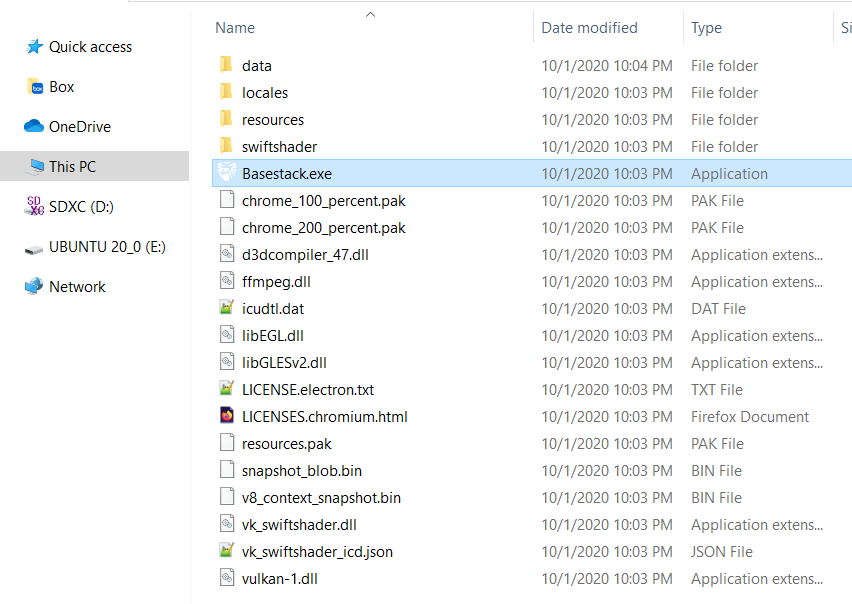 Name Date modified Type Si
Quick access
Box
OneDrive
This PC
SDXC (D:)
UBUNTU 20_0 (E:)
Network
data 10/1/2020 10:04 PM File folder
locales 10/1/2020 10:03 PM File folder
resources 10/1/2020 10:03 PM File folder
swiftshader 10/1/2020 10:03 PM File folder
Basestack.exe 10/1/2020 10:03 PM Application
chrome_100_percent.pak 10/1/2020 10:03 PM PAK File
chrome_200_percent.pak 10/1/2020 10:03 PM PAK File
d3dcompiler_47.dll 10/1/2020 10:03 PM Application extens...
ffmpeg.dll 10/1/2020 10:03 PM Application extens...
icudtl.dat 10/1/2020 10:03 PM DAT File
libEGL.dll 10/1/2020 10:03 PM Application extens...
libGLESv2.dll 10/1/2020 10:03 PM Application extens...
LICENSE.electron.txt 10/1/2020 10:03 PM TXT File
LICENSES.chromium.html 10/1/2020 10:03 PM Firefox Document
resources.pak 10/1/2020 10:03 PM PAK File
snapshot_blob.bin 10/1/2020 10:03 PM BIN File
v8_context_snapshot.bin 10/1/2020 10:03 PM BIN File
vk_swiftshader.dll 10/1/2020 10:03 PM Application extens...
vk_swiftshader_icd.json 10/1/2020 10:03 PM JSON File
vulkan-1.dll 10/1/2020 10:03 PM Application extens...